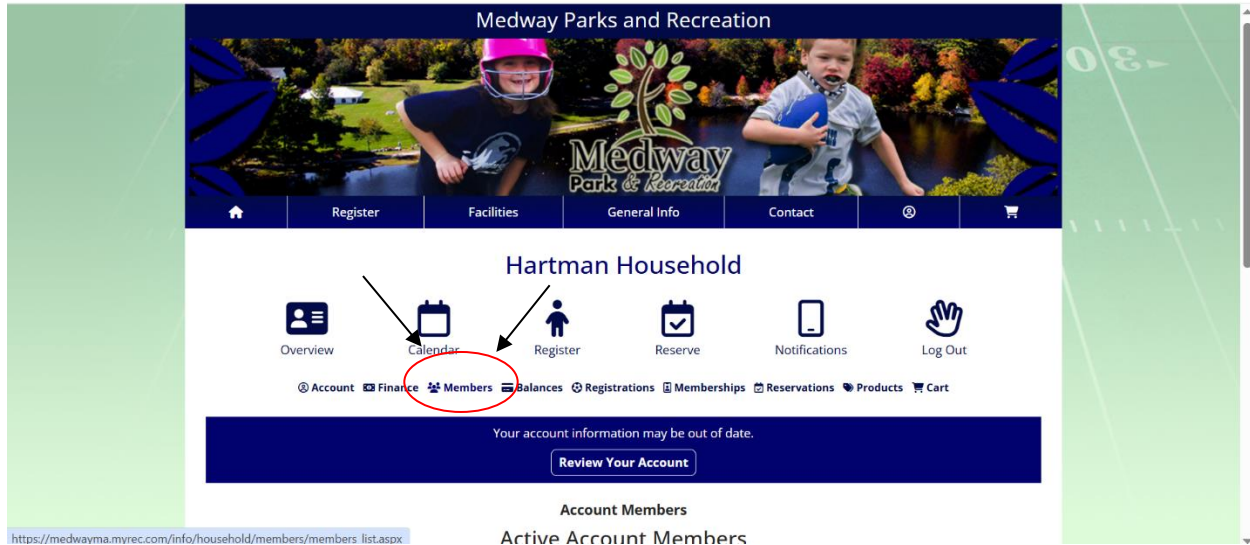 Medway Parks and Recreation
30
Medway
Park & Recreation
Register Facilities General Info Contact
Hartman Household
Overview Calendar Register Reserve Notifications Log Out
Account Finance Members Balances Registrations Memberships Reservations Products Cart
Your account information may be out of date.
Review Your Account
Account Members
Active Account Members
https://medwayma.myrec.com/info/household/members/members_list.aspx